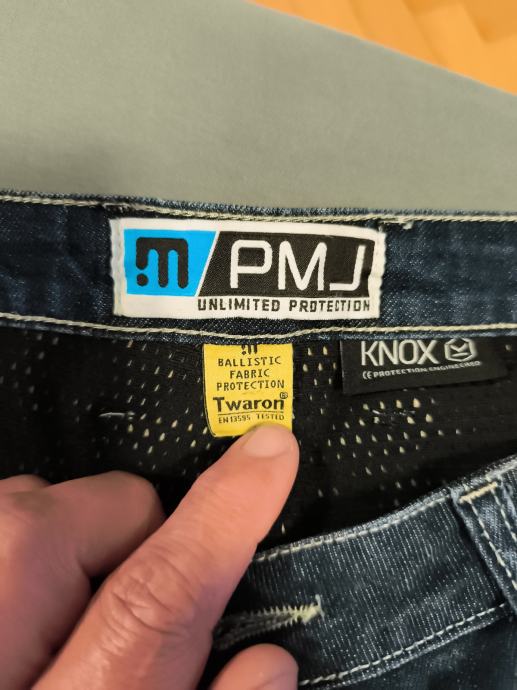 m PMJ
UNLIMITED PROTECTION
m
BALLISTIC
FABRIC
PROTECTION
Twaron®
EN13595 TESTED
KNOX
CE PROTECTION ENGINEERED